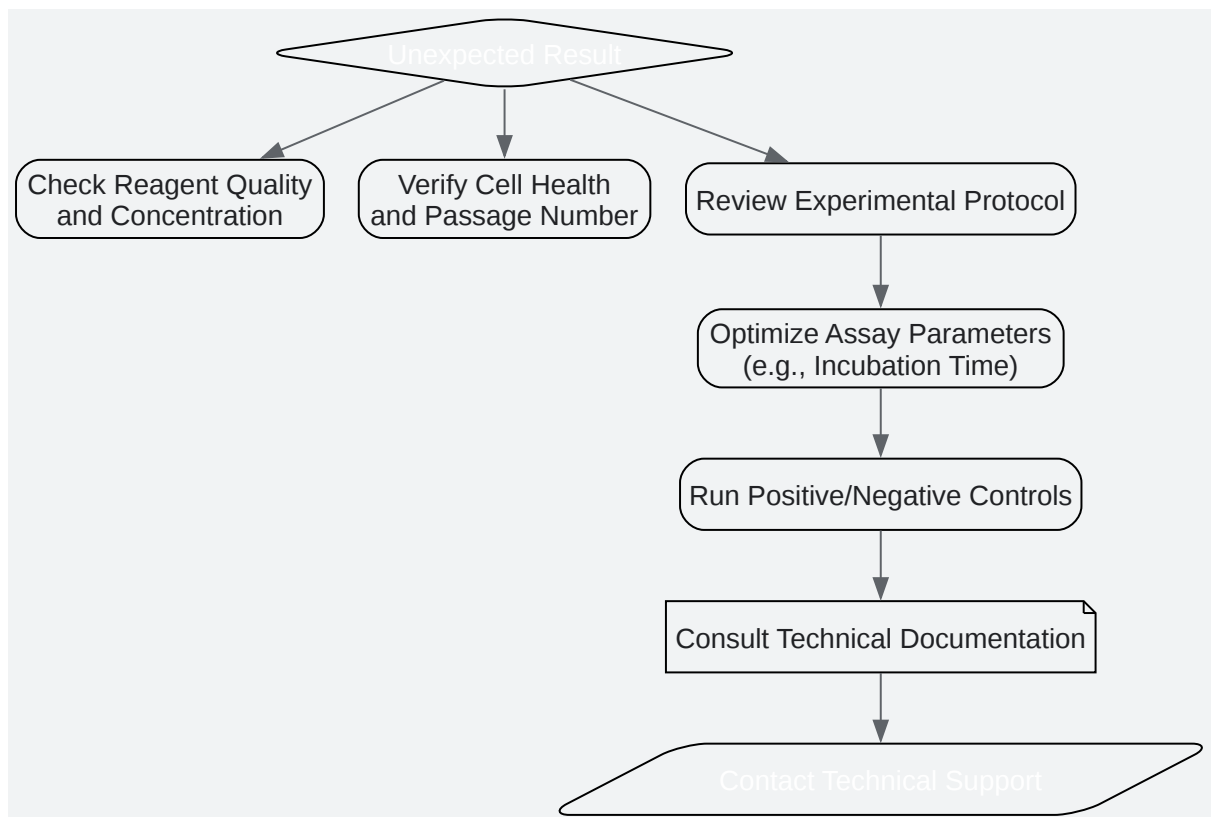 Unexpected Result
Check Reagent Quality
and Concentration
Verify Cell Health
and Passage Number
Review Experimental Protocol
Optimize Assay Parameters
(e.g., Incubation Time)
Run Positive/Negative Controls
Consult Technical Documentation
Contact Technical Support